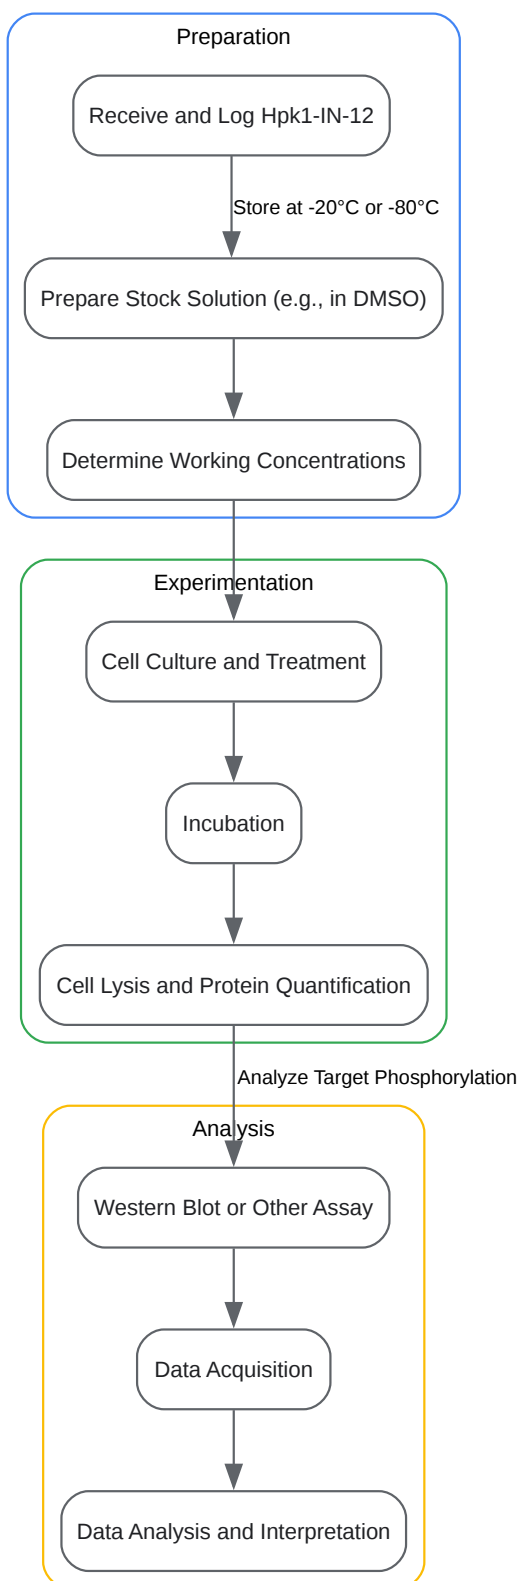 Preparation
Receive and Log Hpk1-IN-12
Store at -20°C or -80°C
Prepare Stock Solution (e.g., in DMSO)
Determine Working Concentrations
Experimentation
Cell Culture and Treatment
Incubation
Cell Lysis and Protein Quantification
Analyze Target Phosphorylation
Analysis
Western Blot or Other Assay
Data Acquisition
Data Analysis and Interpretation